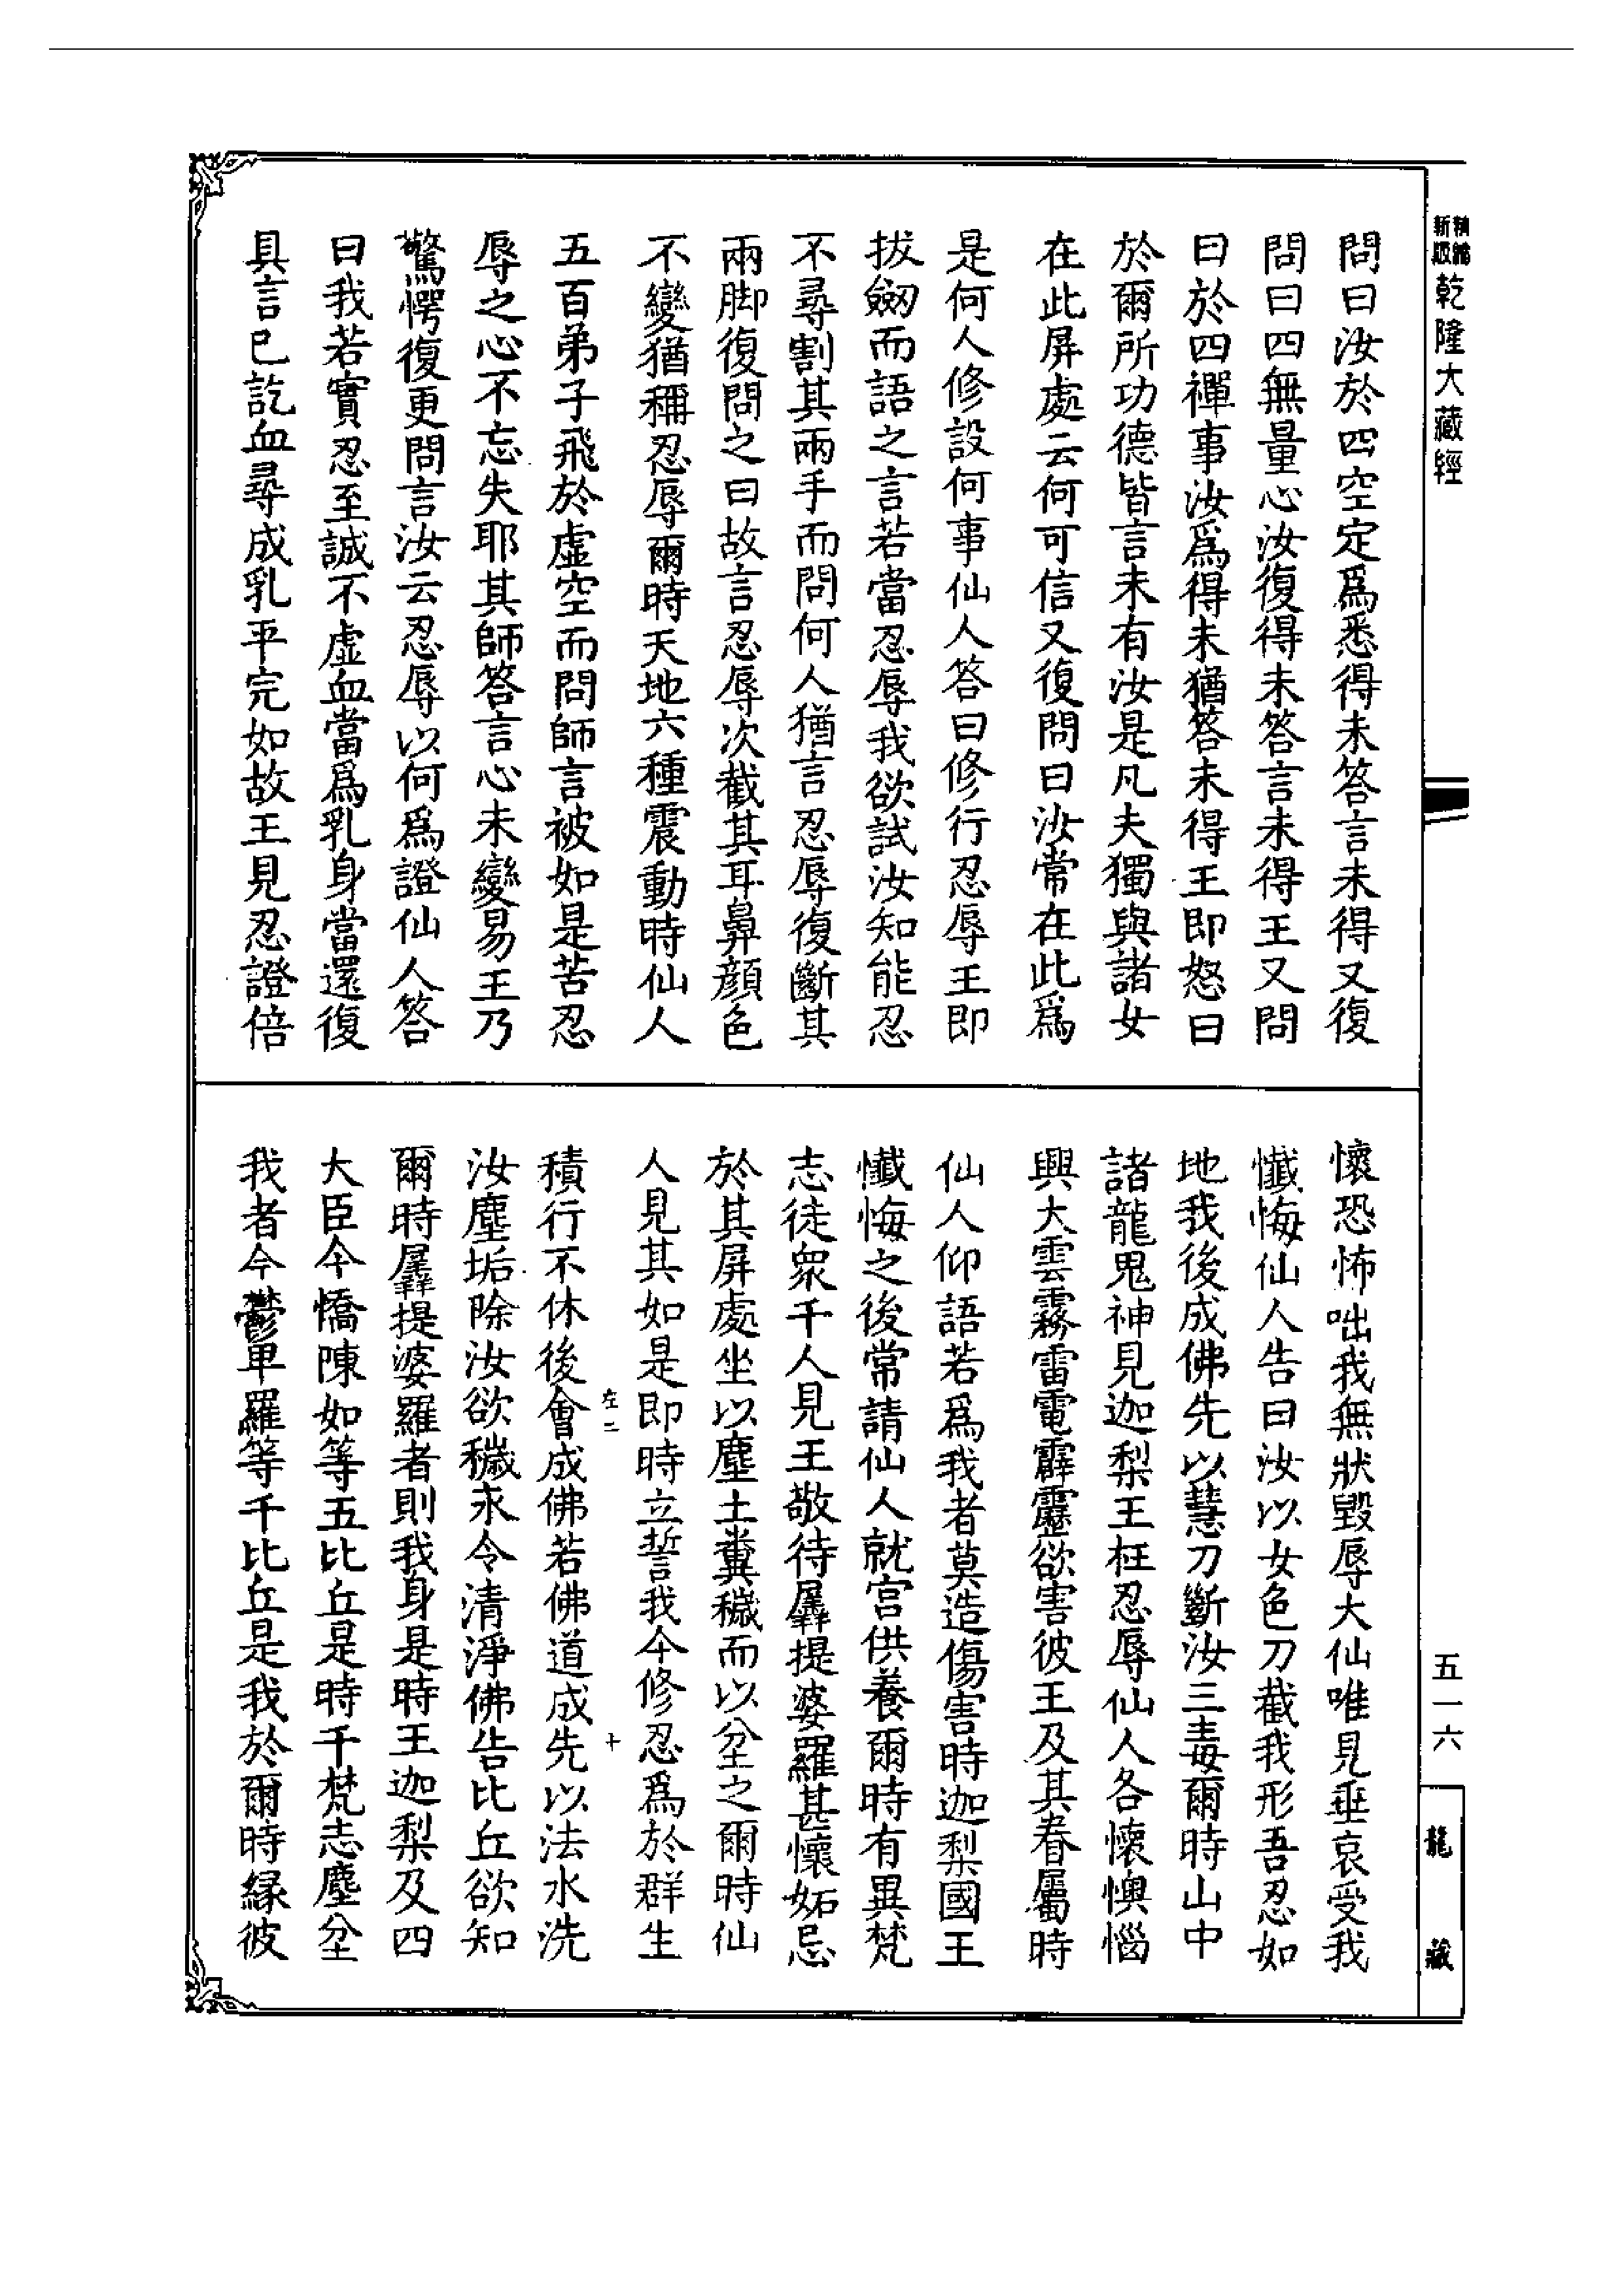 新版精編
乾隆大藏經
五一六
龍藏
問曰汝於四空定爲悉得未答言未得又復
問曰四無量心汝復得未答言未得王又問
曰於四禪事汝爲得未猶答未得王即怒曰
於爾所功德皆言未有汝是凡夫獨與諸女
在此屏處云何可信又復問曰汝常在此爲
是何人修設何事仙人答曰修行忍辱王即
拔劒而語之言若當忍辱我欲試汝知能忍
不尋割其兩手而問何人猶言忍辱復斷其
兩脚復問之曰故言忍辱次截其耳鼻顏色
不變猶稱忍辱爾時天地六種震動時仙人
五百弟子飛於虛空而問師言被如是苦忍
辱之心不忘失耶其師答言心未變易王乃
驚愕復更問言汝云忍辱以何爲證仙人答
曰我若實忍至誠不虛血當爲乳身當還復
具言已訖血尋成乳平完如故王見忍證倍
懷恐怖咄我無狀毀辱大仙唯見垂哀受我
懺悔仙人告曰汝以女色刀截我形吾忍如
地我後成佛先以慧刀斷汝三毒爾時山中
諸龍鬼神見迦梨王枉忍辱仙人各懷懊惱
興大雲霧雷電霹靂欲害彼王及其眷屬時
仙人仰語若爲我者莫造傷害時迦梨國王
懺悔之後常請仙人就宮供養爾時有異梵
志徒衆千人見王敬待羼提婆羅甚懷妬忌
於其屏處坐以塵土糞穢而以坌之爾時仙
人見其如是即時立誓我今修忍爲於群生
積行不休後會成佛若佛道成先以法水洗
汝塵垢除汝欲穢永令清淨佛告比丘欲知
爾時羼提婆羅者則我身是時王迦梨及四
大臣今憍陳如等五比丘是時千梵志塵坌
我者今鬱卑羅等千比丘是我於爾時緣彼
左二
十